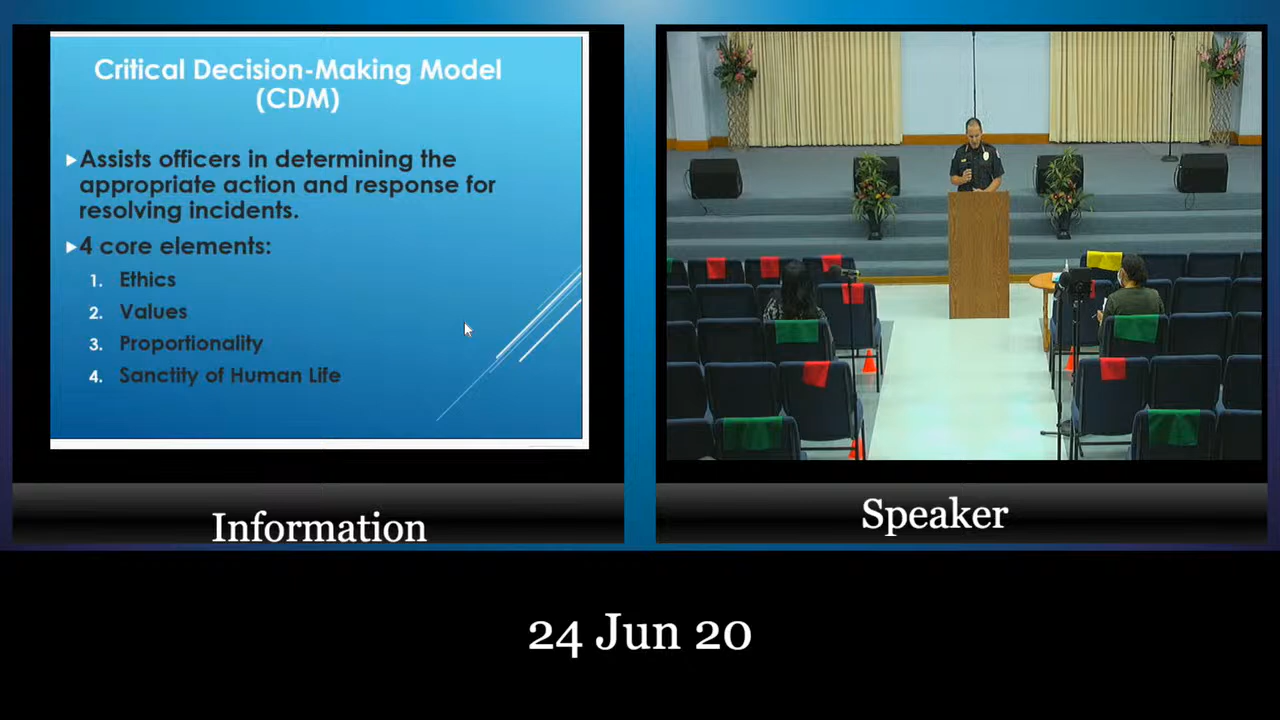 Critical Decision-Making Model
(CDM)
Assists officers in determining the
appropriate action and response for
resolving incidents.
4 core elements:
1. Ethics
2. Values
3. Proportionality
4. Sanctity of Human Life
Information
Speaker
24 Jun 20